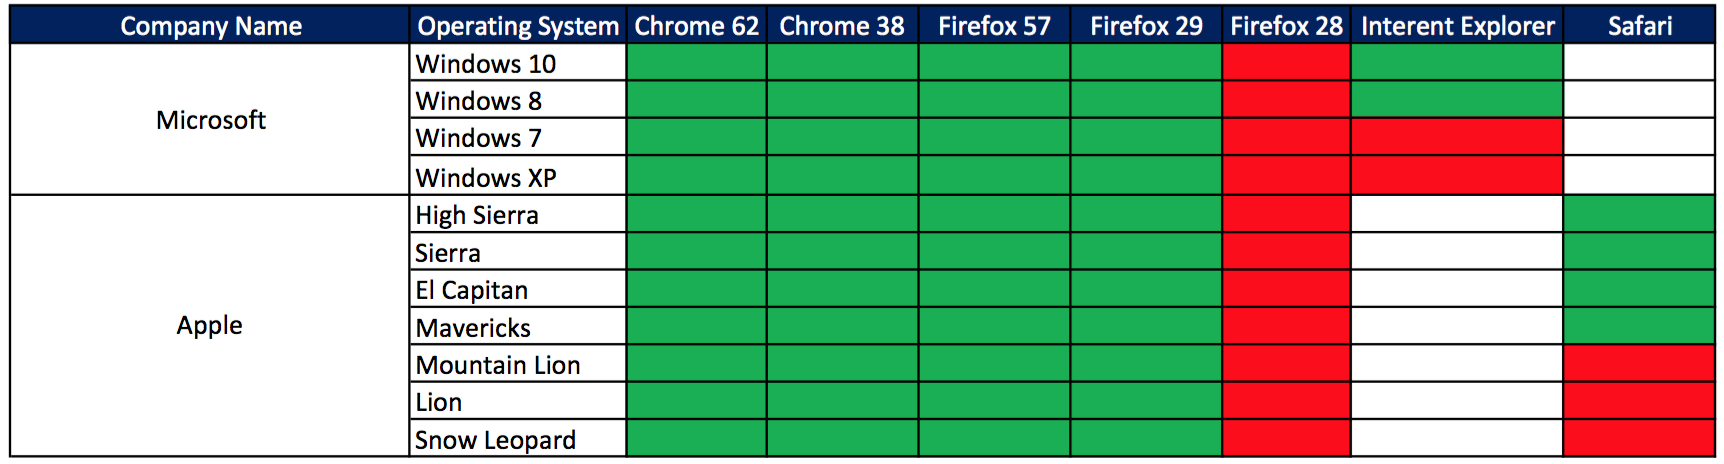 Company Name Operating System Chrome 62 Chrome 38 Firefox 57 Firefox 29 Firefox 28 Interent Explorer Safari
Microsoft
Windows 10
Windows 8
Windows 7
Windows XP
Apple
High Sierra
Sierra
El Capitan
Mavericks
Mountain Lion
Lion
Snow Leopard